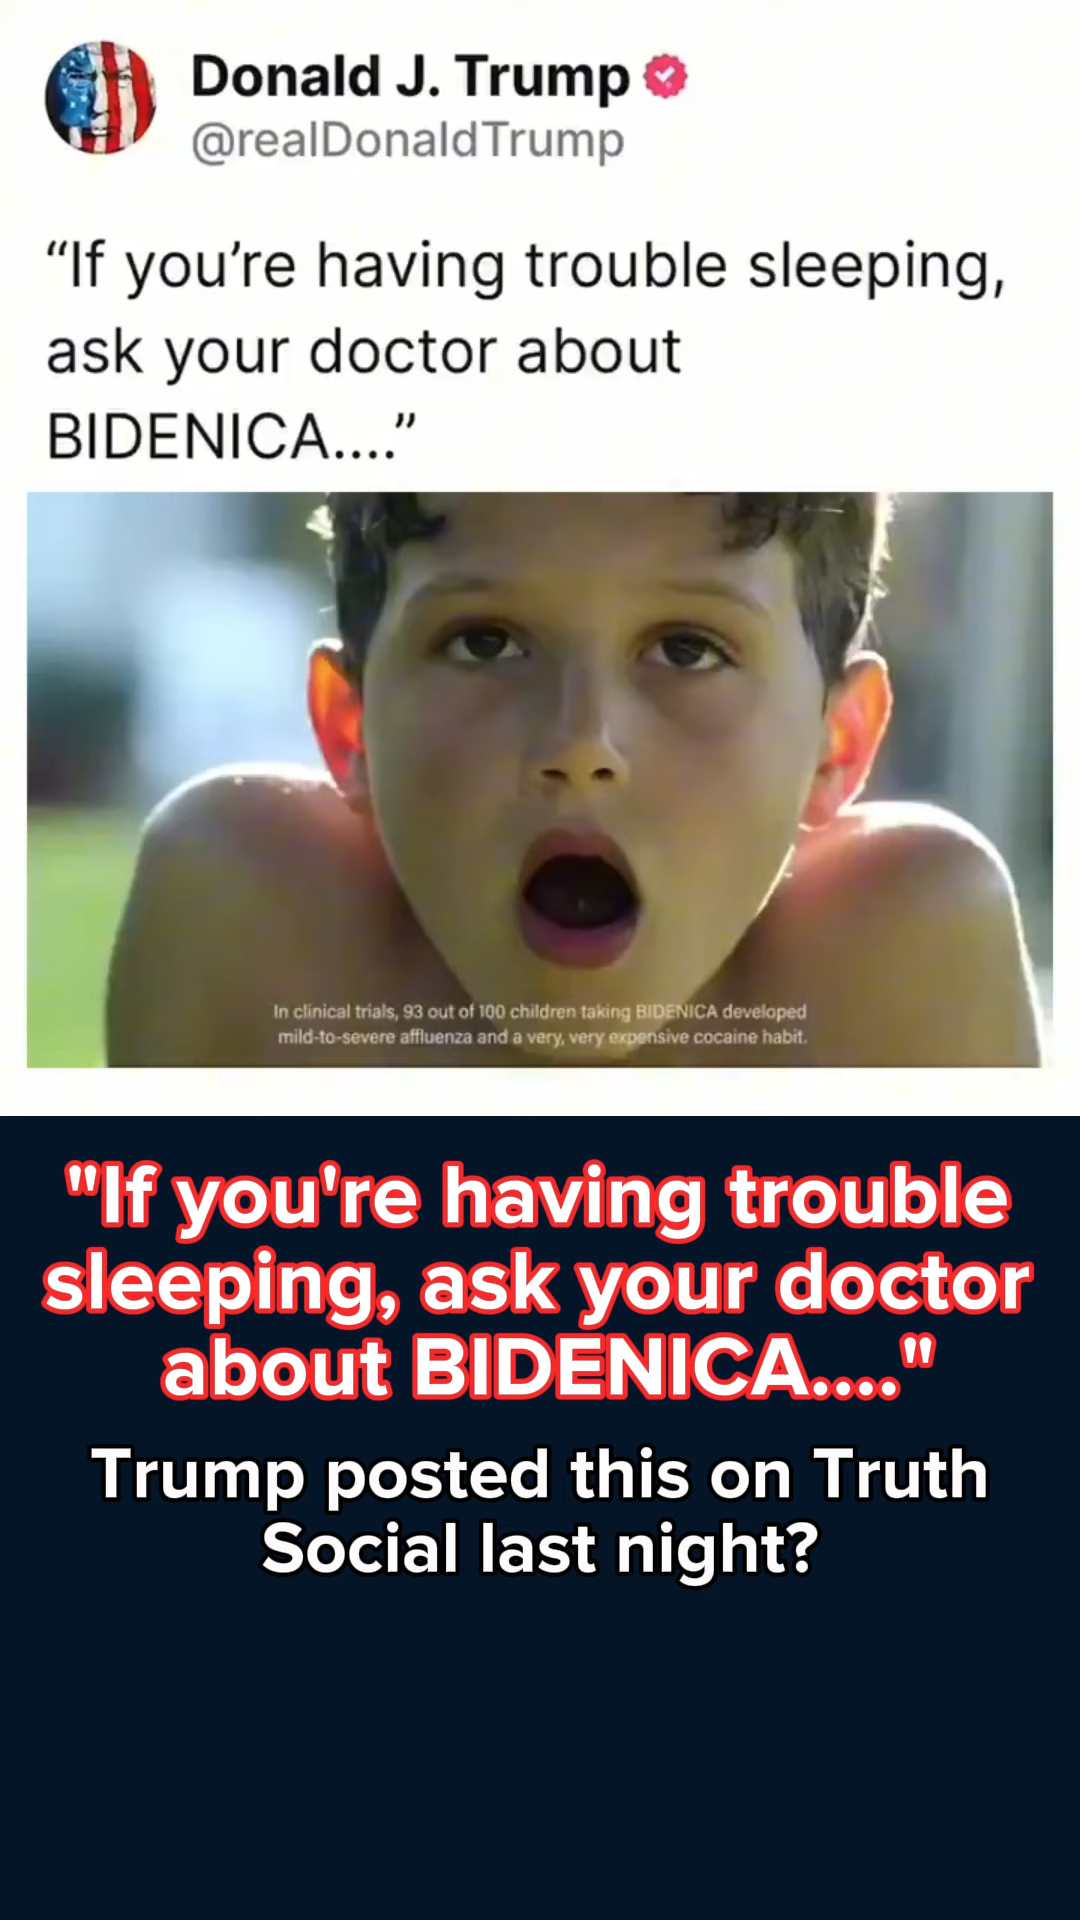 Donald J. Trump
@realDonaldTrump
“If you’re having trouble sleeping,
ask your doctor about
BIDENICA....”
In clinical trials, 93 out of 100 children taking BIDENICA developed
mild-to-severe affluenza and a very, very expensive cocaine habit.
"If you're having trouble
sleeping, ask your doctor
about BIDENICA...."
Trump posted this on Truth
Social last night?